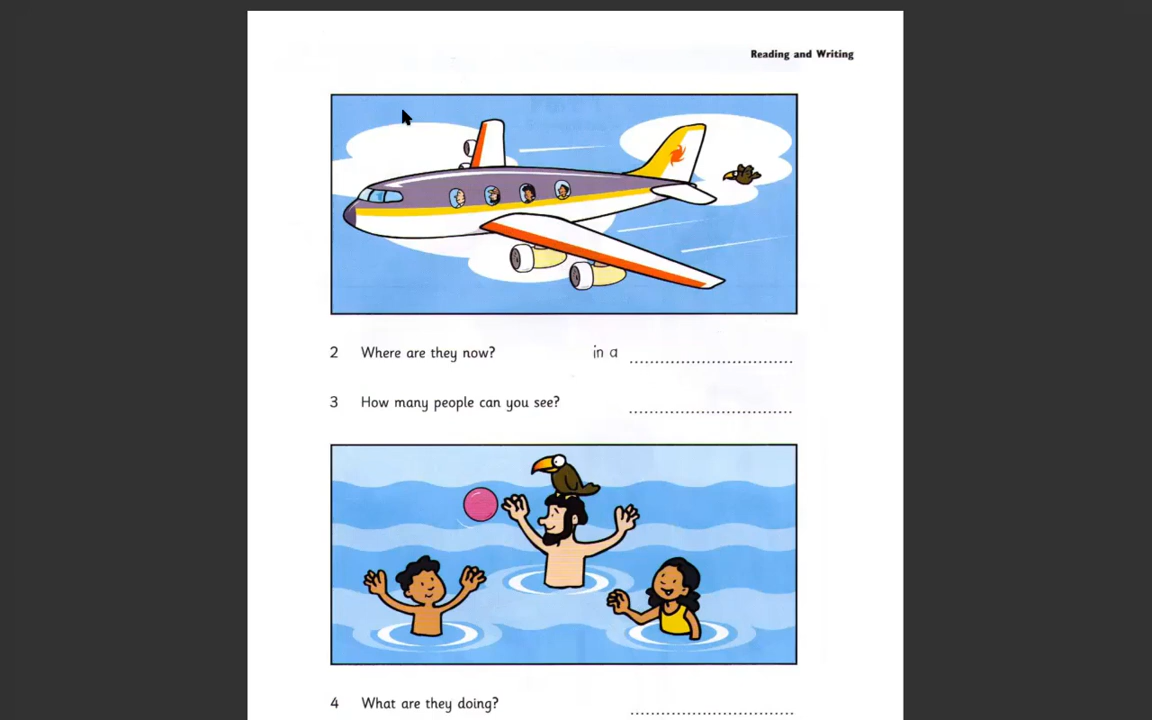 Reading and Writing
2 Where are they now? in a ....................
3 How many people can you see? ....................
4 What are they doing? ....................